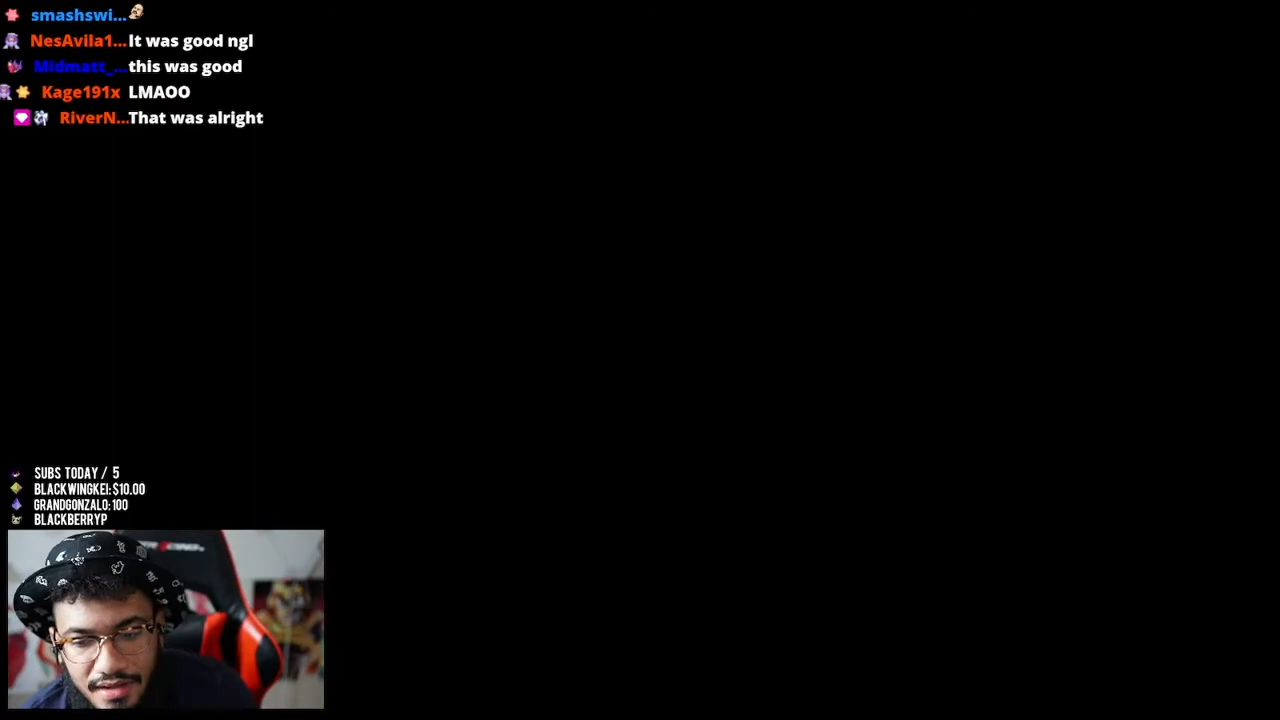 smashswi...
NesAvila1... It was good ngl
Midmatt_... this was good
Kage191x LMAOO
RiverN... That was alright
SUBS TODAY / 5
BLACKWINGKEI: $10.00
GRANDGONZALO: 100
BLACKBERRYP